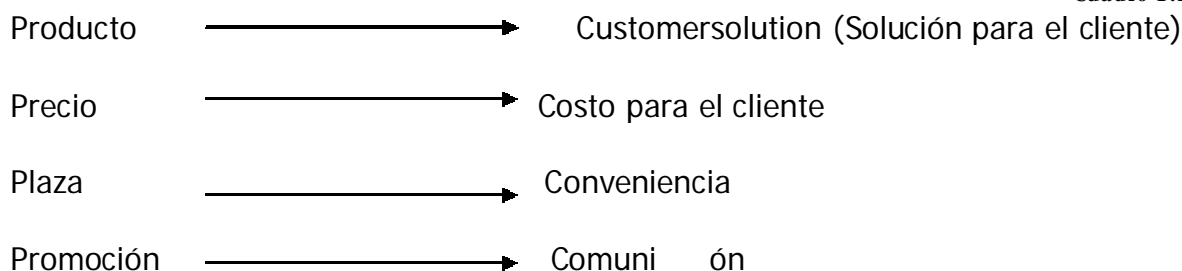 Producto Customersolution (Solución para el cliente)
Precio Costo para el cliente
Plaza Conveniencia
Promoción Comuni ón